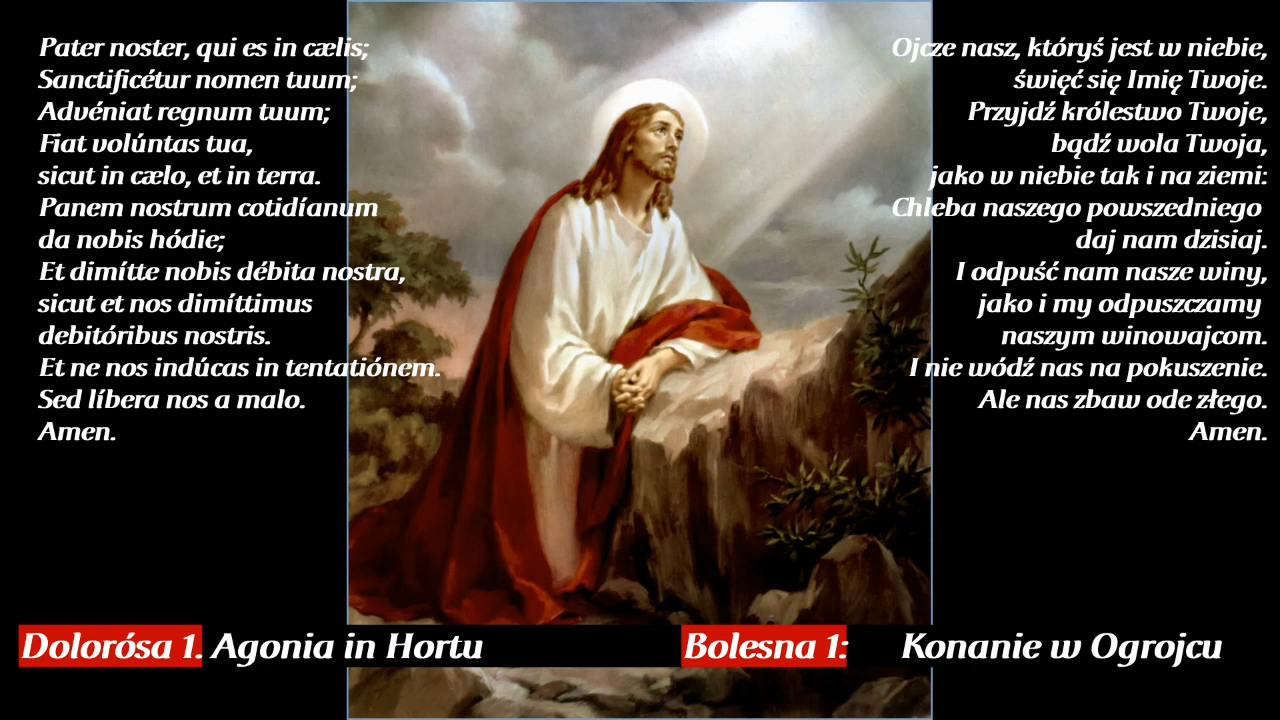 Pater noster, qui es in cælis;
Sanctificétur nomen tuum;
Advéniat regnum tuum;
Fiat volúntas tua,
sicut in cælo, et in terra.
Panem nostrum cotidíanum
da nobis hódie;
Et dimítte nobis débita nostra,
sicut et nos dimíttimus
debitóribus nostris.
Et ne nos indúcas in tentatiónem.
Sed líbera nos a malo.
Amen.
Ojcze nasz, któryś jest w niebie,
święć się Imię Twoje.
Przyjdź królestwo Twoje,
bądź wola Twoja,
jako w niebie tak i na ziemi:
Chleba naszego powszedniego
daj nam dzisiaj.
I odpuść nam nasze winy,
jako i my odpuszczamy
naszym winowajcom.
I nie wódź nas na pokuszenie.
Ale nas zbaw ode złego.
Amen.
Dolorósa 1. Agonia in Hortu
Bolesna 1: Konanie w Ogrojcu